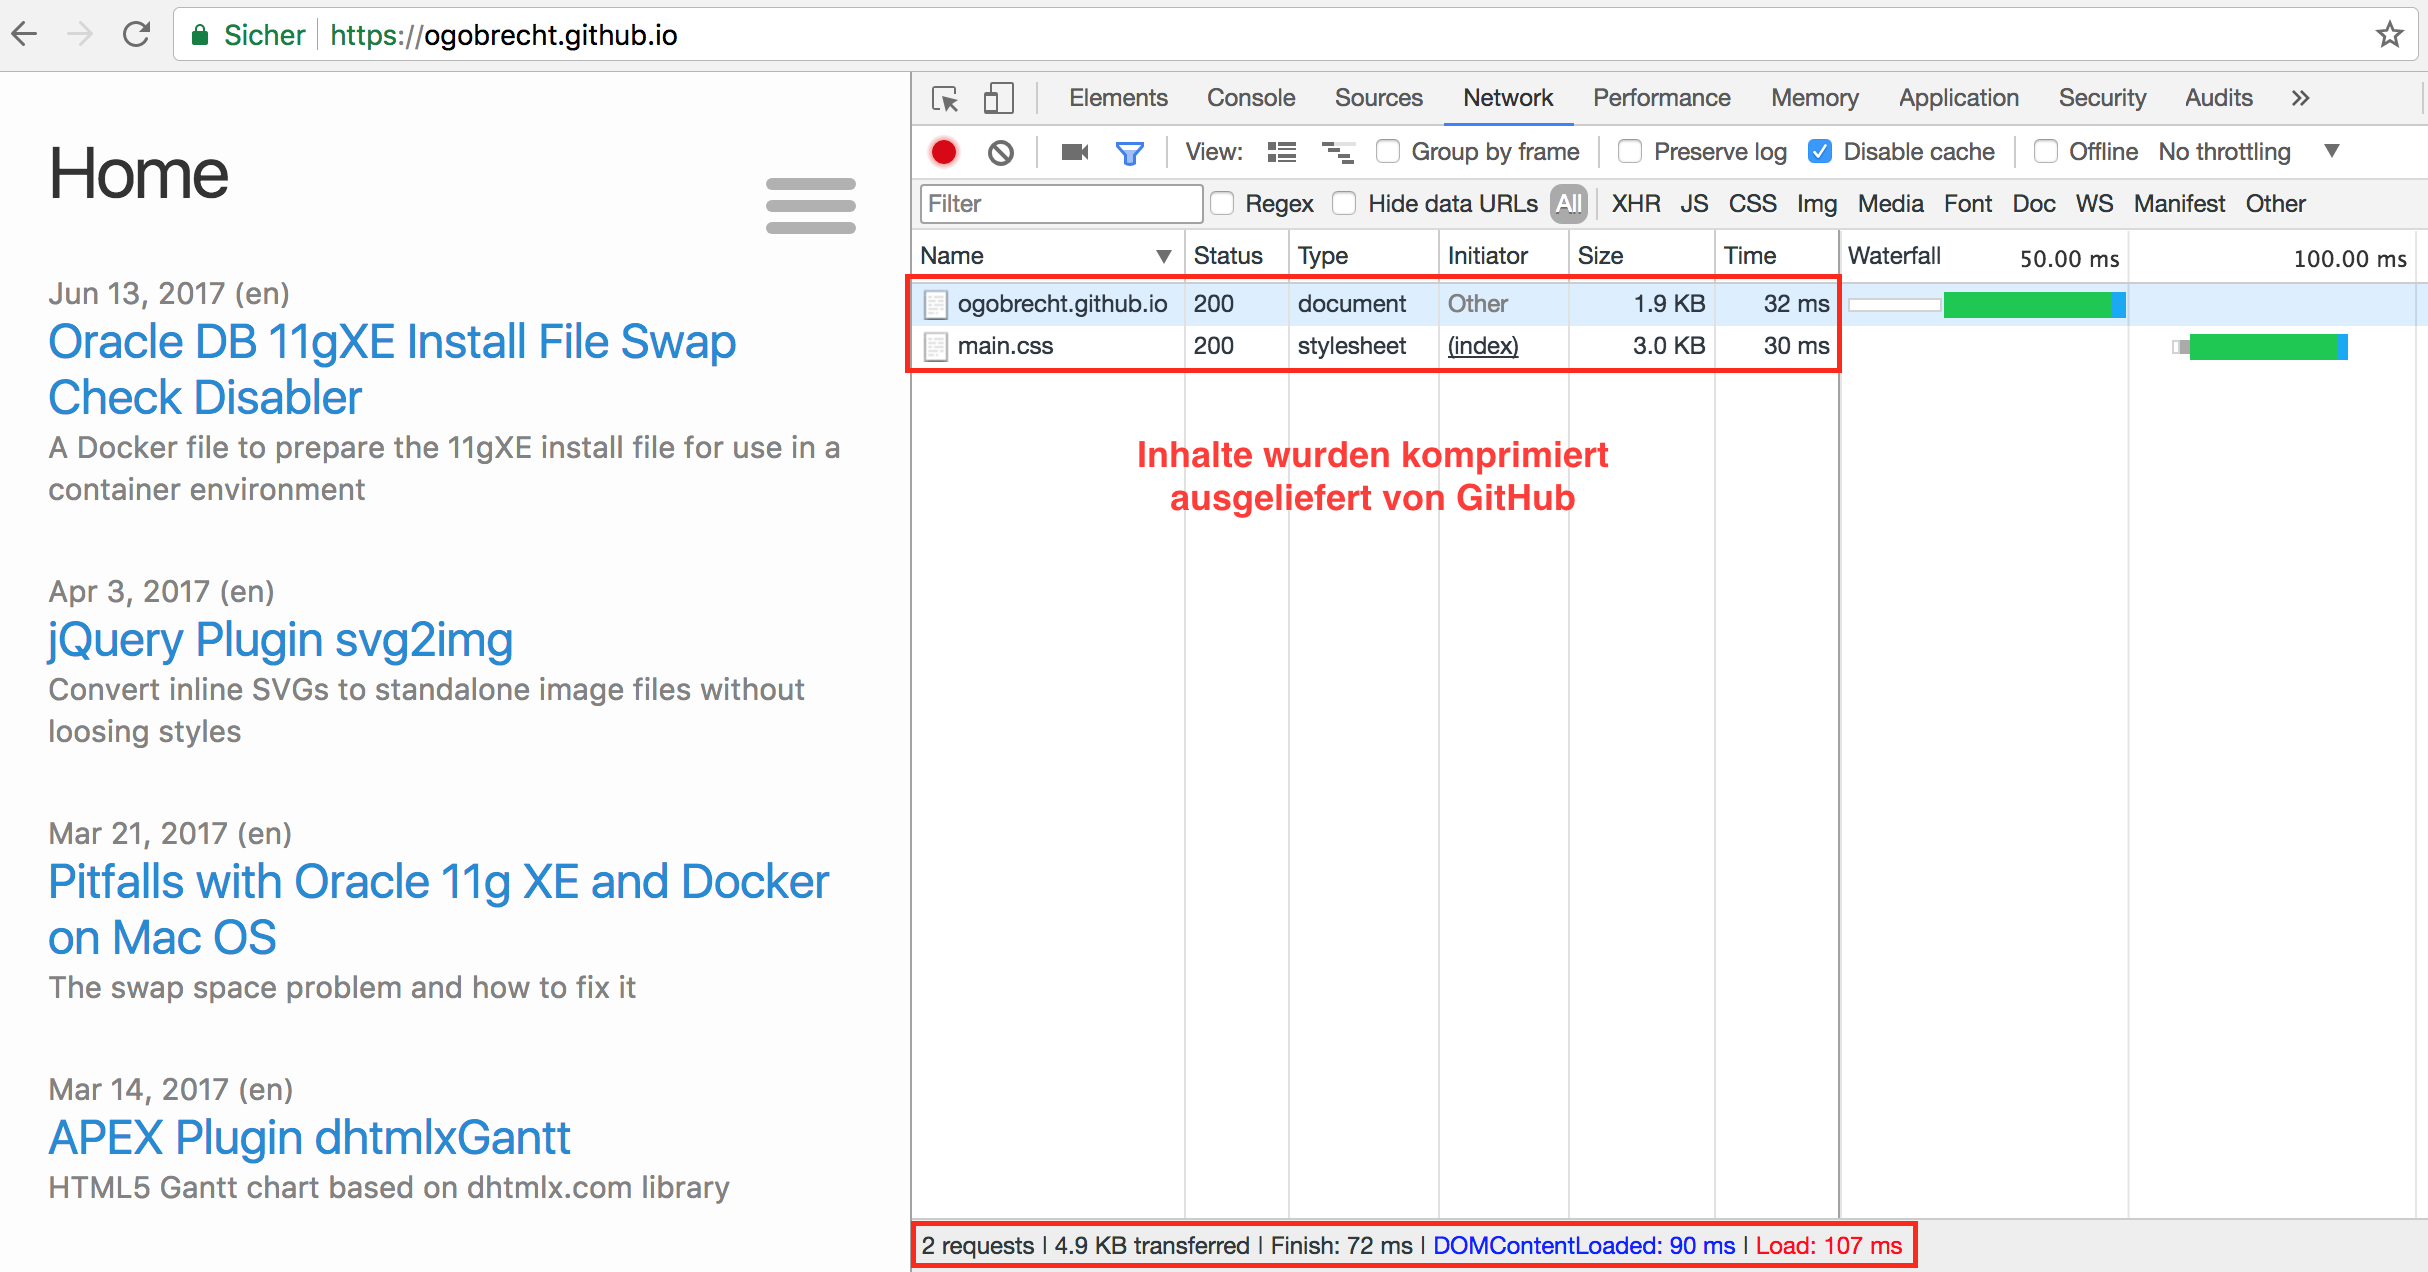 Sicher https://ogobrecht.github.io
Home
Jun 13, 2017 (en)
Oracle DB 11gXE Install File Swap
Check Disabler
A Docker file to prepare the 11gXE install file for use in a
container environment
Apr 3, 2017 (en)
jQuery Plugin svg2img
Convert inline SVGs to standalone image files without
loosing styles
Mar 21, 2017 (en)
Pitfalls with Oracle 11g XE and Docker
on Mac OS
The swap space problem and how to fix it
Mar 14, 2017 (en)
APEX Plugin dhtmlxGantt
HTML5 Gantt chart based on dhtmlx.com library
Elements Console Sources Network Performance Memory Application Security Audits »
View: Group by frame Preserve log Disable cache Offline No throttling
Filter Regex Hide data URLs All XHR JS CSS Img Media Font Doc WS Manifest Other
Name Status Type Initiator Size Time Waterfall 50.00 ms 100.00 ms
ogobrecht.github.io 200 document Other 1.9 KB 32 ms
main.css 200 stylesheet (index) 3.0 KB 30 ms
Inhalte wurden komprimiert
ausgeliefert von GitHub
2 requests | 4.9 KB transferred | Finish: 72 ms | DOMContentLoaded: 90 ms | Load: 107 ms